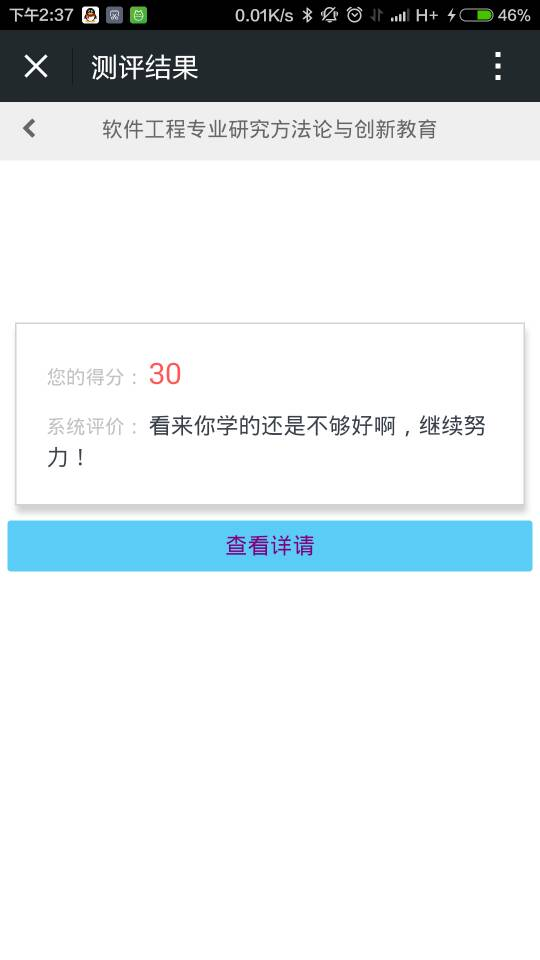 下午2:37 0.01K/s H+ 46%
测评结果
软件工程专业研究方法论与创新教育
您的得分：30
系统评价：看来你学的还是不够好啊，继续努
力！
查看详请